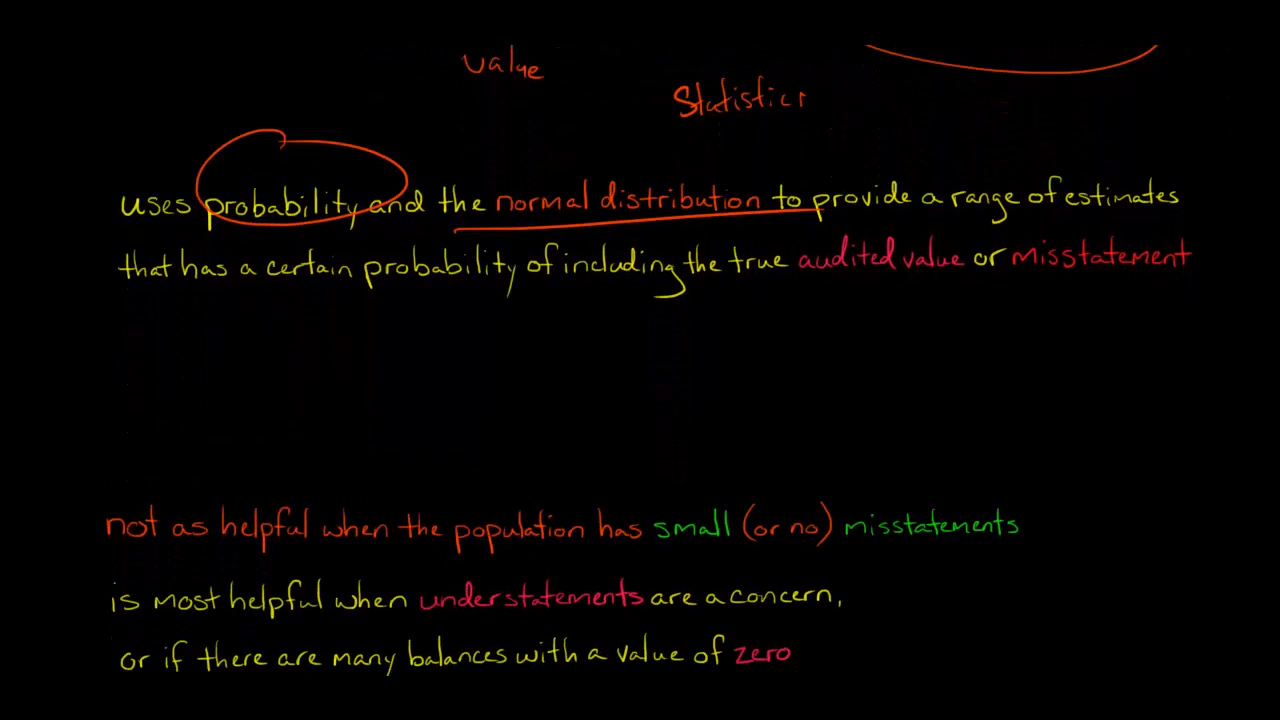 value
Statistics
uses probability and the normal distribution to provide a range of estimates
that has a certain probability of including the true audited value or misstatement
not as helpful when the population has small (or no) misstatements
is most helpful when understatements are a concern,
or if there are many balances with a value of zero